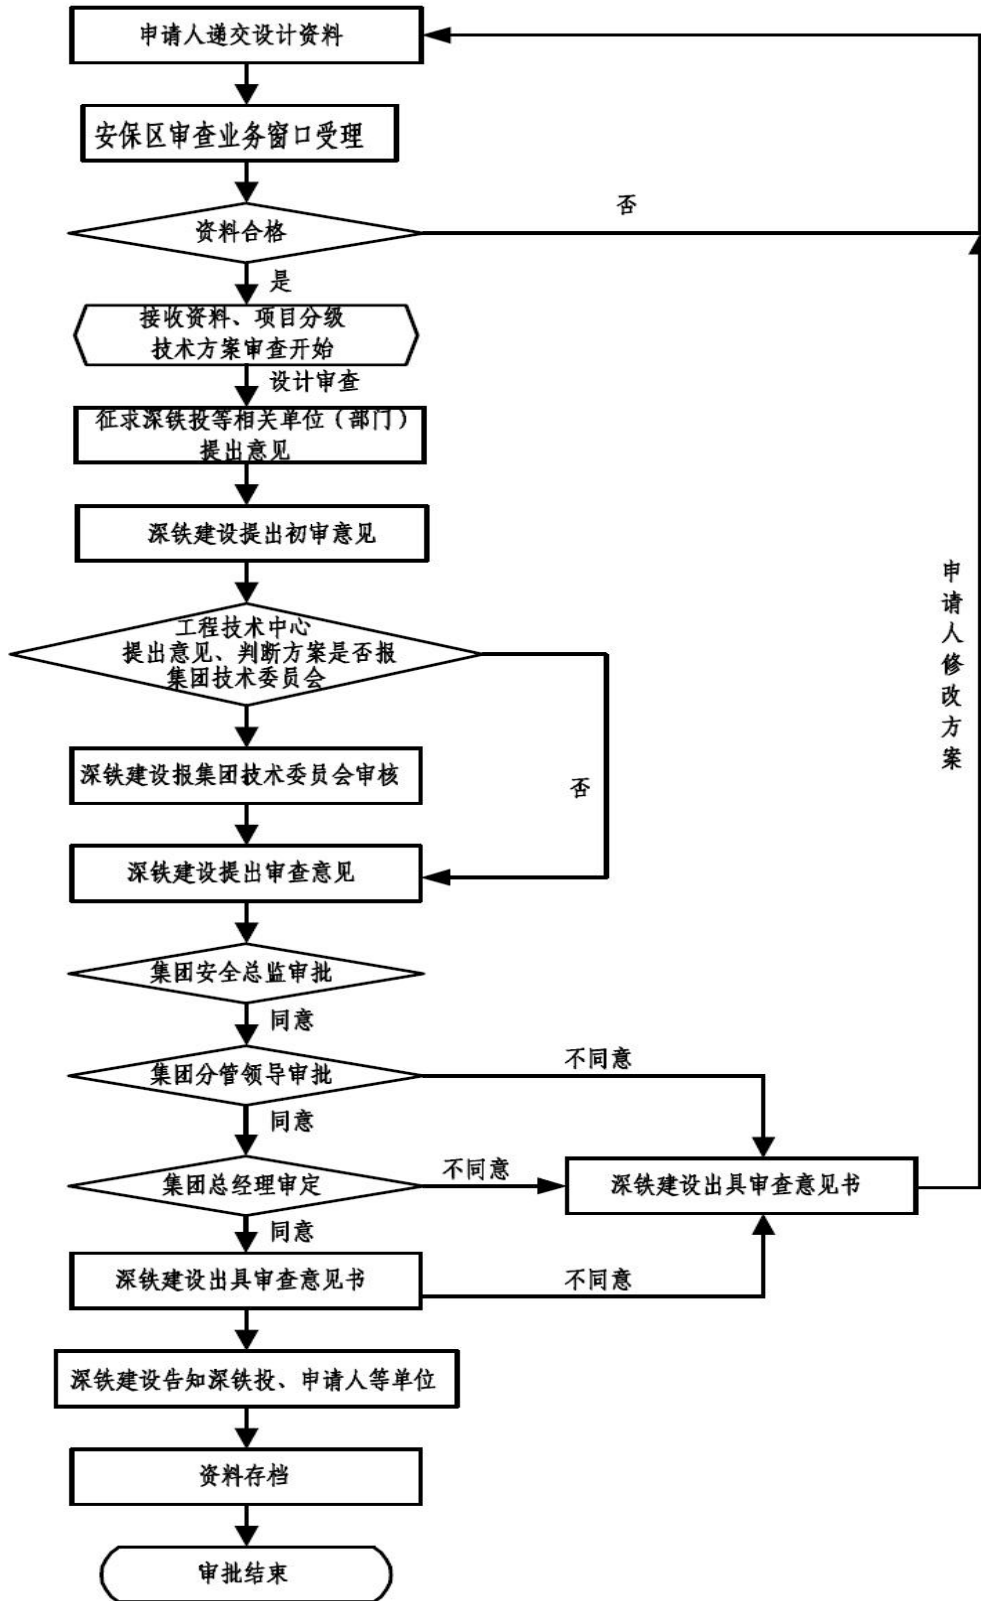 申请人递交设计资料
安保区审查业务窗口受理
否
资料合格
是
接收资料、项目分级
技术方案审查开始
设计审查
征求深铁投等相关单位（部门）
提出意见
深铁建设提出初审意见
工程技术中心
提出意见、判断方案是否报
集团技术委员会
申请人修改方案
深铁建设报集团技术委员会审核
否
深铁建设提出审查意见
集团安全总监审批
同意
集团分管领导审批
不同意
同意
集团总经理审定
不同意
深铁建设出具审查意见书
同意
深铁建设出具审查意见书
不同意
深铁建设告知深铁投、申请人等单位
资料存档
审批结束